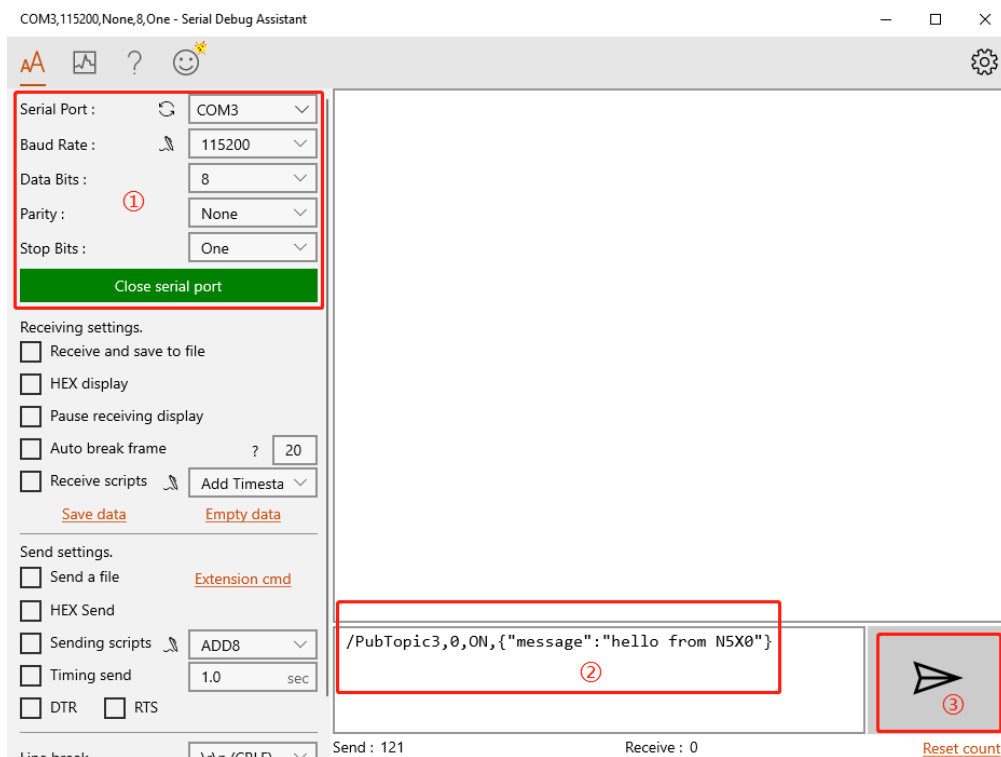 COM3,115200,None,8,One - Serial Debug Assistant
AA
?
Serial Port :
COM3
Baud Rate :
115200
Data Bits :
8
①
Parity :
None
Stop Bits :
One
Close serial port
Receiving settings.
Receive and save to file
HEX display
Pause receiving display
Auto break frame ? 20
Receive scripts Add Timesta
Save data Empty data
Send settings.
Send a file Extension cmd
HEX Send
Sending scripts ADD8
Timing send 1.0 sec
DTR RTS
Line break \r\n (CRLF)
/PubTopic3,0,ON,{"message":"hello from N5X0"}
②
③
Send : 121 Receive : 0 Reset count